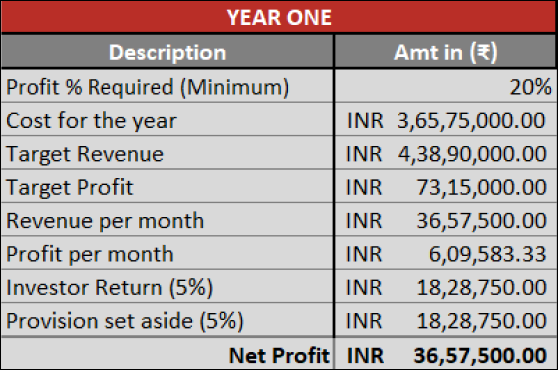 YEAR ONE
Description Amt in (₹)
Profit % Required (Minimum) 20%
Cost for the year INR 3,65,75,000.00
Target Revenue INR 4,38,90,000.00
Target Profit INR 73,15,000.00
Revenue per month INR 36,57,500.00
Profit per month INR 6,09,583.33
Investor Return (5%) INR 18,28,750.00
Provision set aside (5%) INR 18,28,750.00
Net Profit INR 36,57,500.00